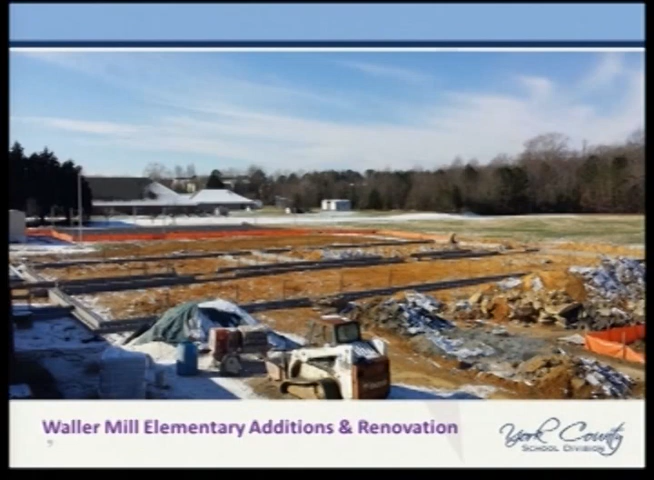 Waller Mill Elementary Additions & Renovation
York County
SCHOOL DIVISION